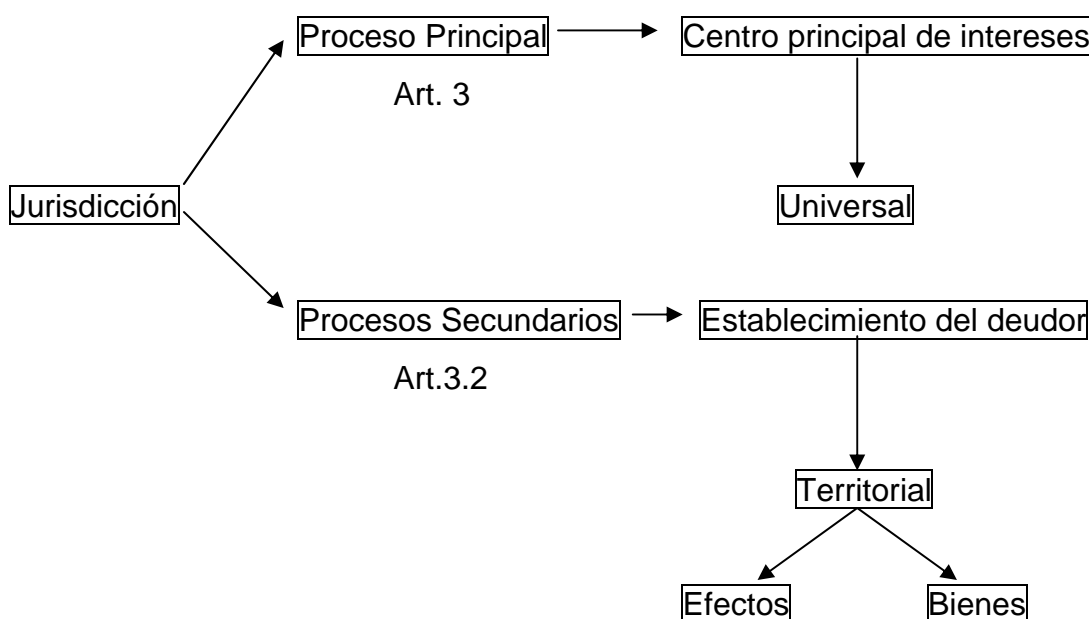 Proceso Principal
Centro principal de intereses
Art. 3
Jurisdicción
Universal
Procesos Secundarios
Establecimiento del deudor
Art.3.2
Territorial
Efectos
Bienes